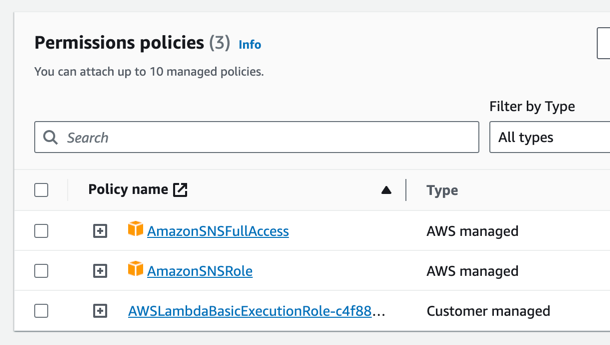 Permissions policies (3) Info
You can attach up to 10 managed policies.
Filter by Type
Search
All types
Policy name
Type
AmazonSNSFullAccess
AWS managed
AmazonSNSRole
AWS managed
AWSLambdaBasicExecutionRole-c4f88...
Customer managed